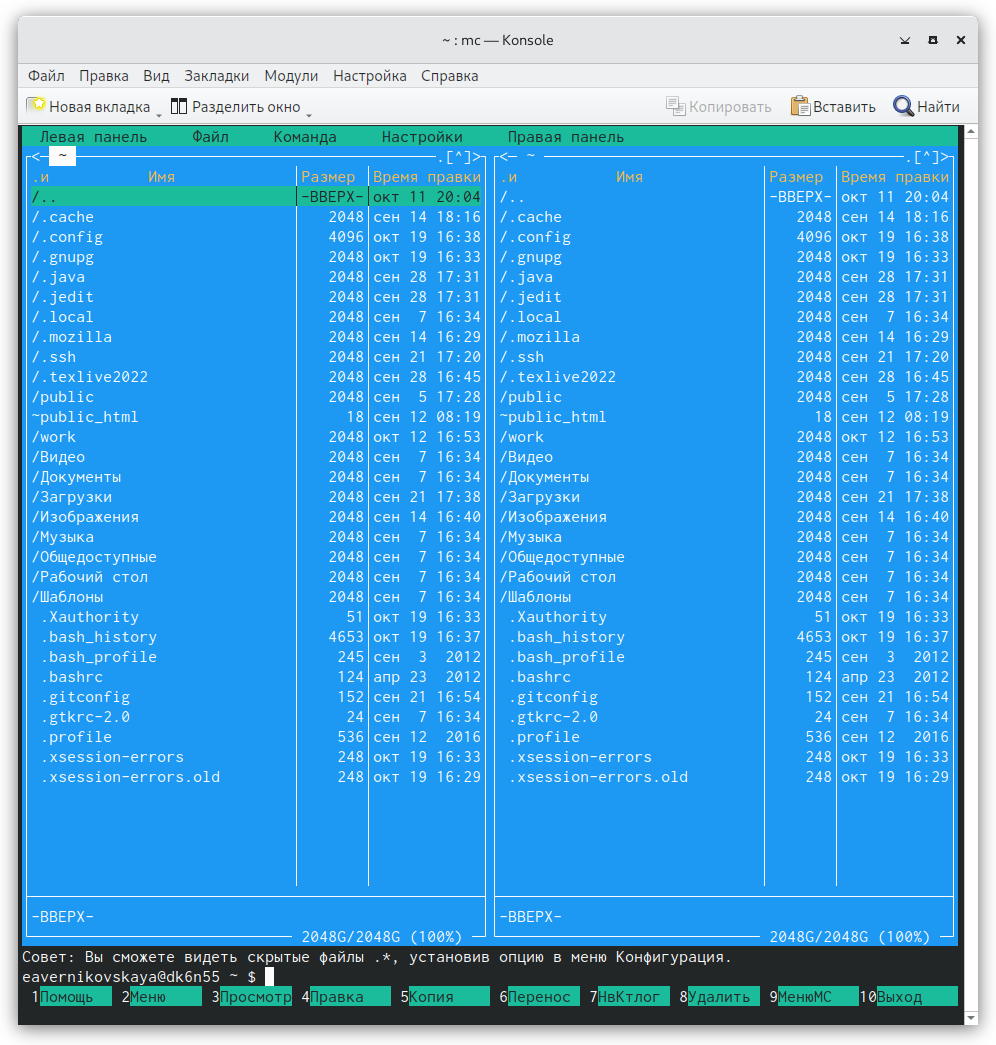 ~ : mc — Konsole
Файл Правка Вид Закладки Модули Настройка Справка
Новая вкладка Разделить окно Копировать Вставить Найти
Левая панель Файл Команда Настройки Правая панель
<— ~ .[^]> <— ~ .[^]>
.и Имя Размер Время правки .и Имя Размер Время правки
/.. -ВВЕРХ- окт 11 20:04 /.. -ВВЕРХ- окт 11 20:04
/.cache 2048 сен 14 18:16 /.cache 2048 сен 14 18:16
/.config 4096 окт 19 16:38 /.config 4096 окт 19 16:38
/.gnupg 2048 окт 19 16:33 /.gnupg 2048 окт 19 16:33
/.java 2048 сен 28 17:31 /.java 2048 сен 28 17:31
/.jedit 2048 сен 28 17:31 /.jedit 2048 сен 28 17:31
/.local 2048 сен 7 16:34 /.local 2048 сен 7 16:34
/.mozilla 2048 сен 14 16:29 /.mozilla 2048 сен 14 16:29
/.ssh 2048 сен 21 17:20 /.ssh 2048 сен 21 17:20
/.texlive2022 2048 сен 28 16:45 /.texlive2022 2048 сен 28 16:45
/public 2048 сен 5 17:28 /public 2048 сен 5 17:28
~public_html 18 сен 12 08:19 ~public_html 18 сен 12 08:19
/work 2048 окт 12 16:53 /work 2048 окт 12 16:53
/Видео 2048 сен 7 16:34 /Видео 2048 сен 7 16:34
/Документы 2048 сен 7 16:34 /Документы 2048 сен 7 16:34
/Загрузки 2048 сен 21 17:38 /Загрузки 2048 сен 21 17:38
/Изображения 2048 сен 14 16:40 /Изображения 2048 сен 14 16:40
/Музыка 2048 сен 7 16:34 /Музыка 2048 сен 7 16:34
/Общедоступные 2048 сен 7 16:34 /Общедоступные 2048 сен 7 16:34
/Рабочий стол 2048 сен 7 16:34 /Рабочий стол 2048 сен 7 16:34
/Шаблоны 2048 сен 7 16:34 /Шаблоны 2048 сен 7 16:34
.Xauthority 51 окт 19 16:33 .Xauthority 51 окт 19 16:33
.bash_history 4653 окт 19 16:37 .bash_history 4653 окт 19 16:37
.bash_profile 245 сен 3 2012 .bash_profile 245 сен 3 2012
.bashrc 124 апр 23 2012 .bashrc 124 апр 23 2012
.gitconfig 152 сен 21 16:54 .gitconfig 152 сен 21 16:54
.gtkrc-2.0 24 сен 7 16:34 .gtkrc-2.0 24 сен 7 16:34
.profile 536 сен 12 2016 .profile 536 сен 12 2016
.xsession-errors 248 окт 19 16:33 .xsession-errors 248 окт 19 16:33
.xsession-errors.old 248 окт 19 16:29 .xsession-errors.old 248 окт 19 16:29
-ВВЕРХ- -ВВЕРХ-
2048G/2048G (100%) 2048G/2048G (100%)
Совет: Вы сможете видеть скрытые файлы .*, установив опцию в меню Конфигурация.
eavernikovskaya@dk6n55 ~ $
1Помощь 2Меню 3Просмотр 4Правка 5Копия 6Перенос 7НвКтлог 8Удалить 9МенюМС 10Выход